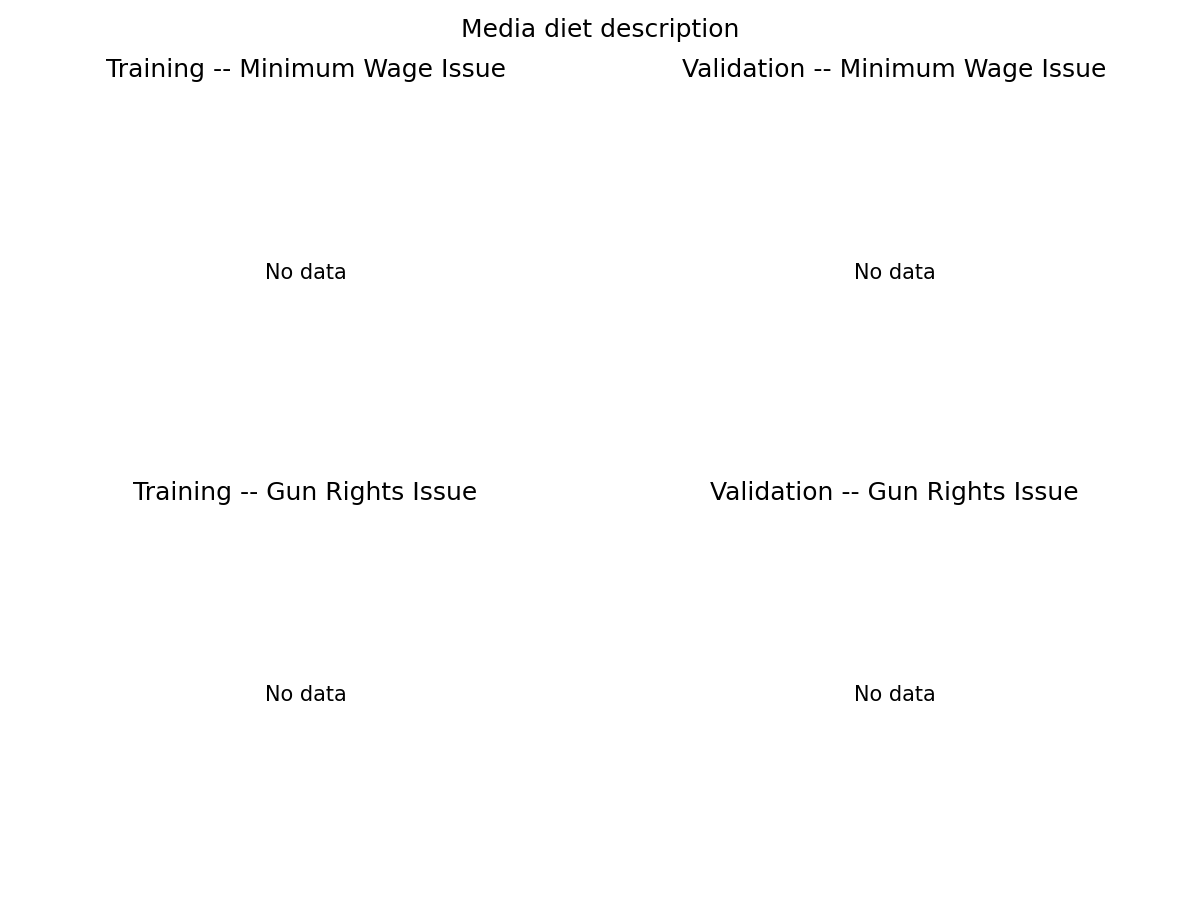 Media diet description
Training -- Minimum Wage Issue
Validation -- Minimum Wage Issue
No data
No data
Training -- Gun Rights Issue
Validation -- Gun Rights Issue
No data
No data